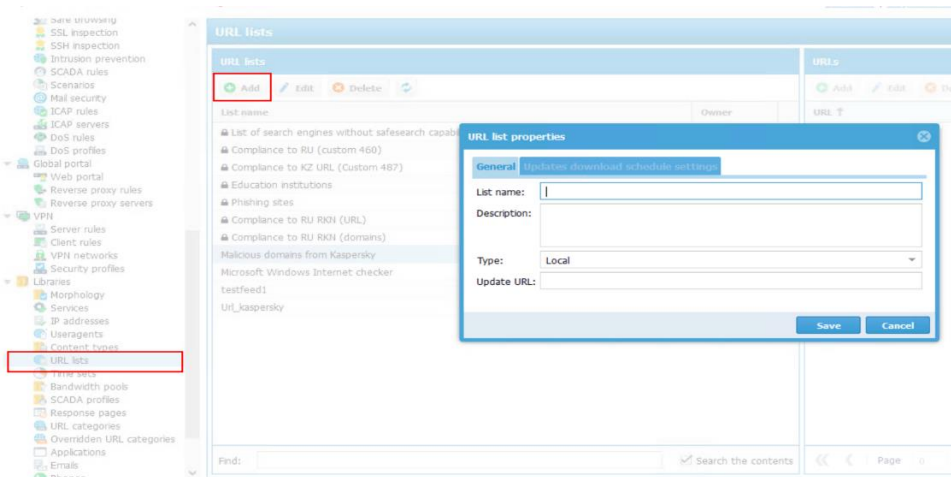 Safe browsing
SSL inspection
SSH inspection
Intrusion prevention
SCADA rules
Scenarios
Mail security
ICAP rules
ICAP servers
DoS rules
DoS profiles
Global portal
Web portal
Reverse proxy rules
Reverse proxy servers
VPN
Server rules
Client rules
VPN networks
Security profiles
Libraries
Morphology
Services
IP addresses
Useragents
Content types
URL lists
Time sets
Bandwidth pools
SCADA profiles
Response pages
URL categories
Overridden URL categories
Applications
Emails
Phones
URL lists
URL lists
Add Edit Delete
List name Owner
List of search engines without safesearch capabi
Compliance to RU (custom 460)
Compliance to KZ URL (Custom 487)
Education institutions
Phishing sites
Compliance to RU RKN (URL)
Compliance to RU RKN (domains)
Malicious domains from Kaspersky
Microsoft Windows Internet checker
testfeed1
Url_kaspersky
Find: Search the contents
URLs
Add Edit
URL
Page
URL list properties
General Updates download schedule settings
List name:
Description:
Type: Local
Update URL:
Save Cancel